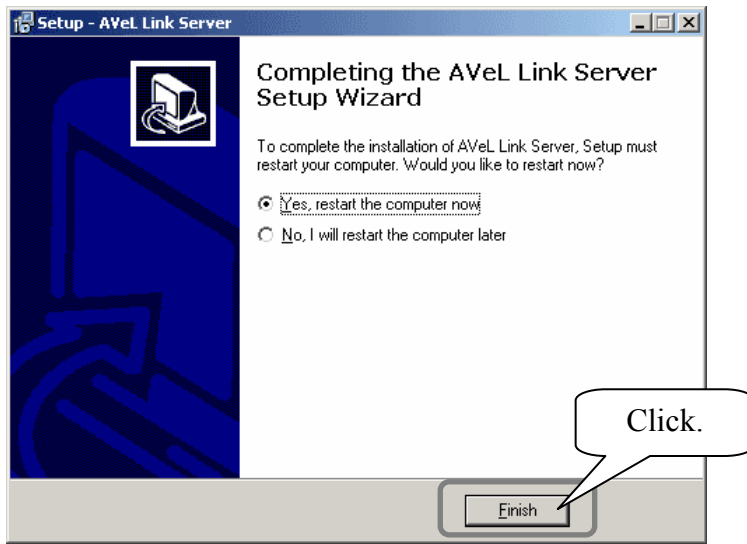 Setup - AVeL Link Server
Completing the AVeL Link Server
Setup Wizard
To complete the installation of AVeL Link Server, Setup must
restart your computer. Would you like to restart now?
Yes, restart the computer now
No, I will restart the computer later
Click.
Finish